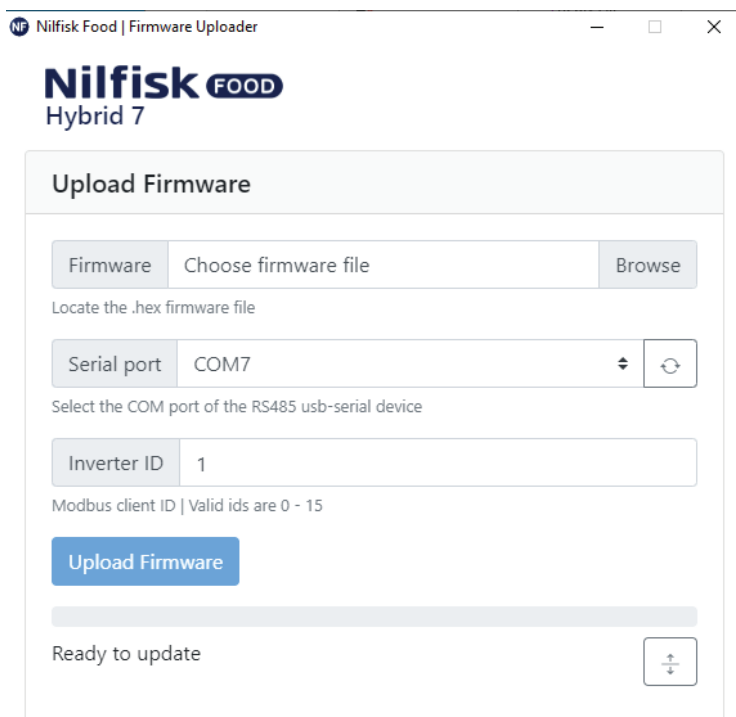 NF Nilfisk Food | Firmware Uploader
Nilfisk FOOD
Hybrid 7
Upload Firmware
Firmware Choose firmware file Browse
Locate the .hex firmware file
Serial port COM7
Select the COM port of the RS485 usb-serial device
Inverter ID 1
Modbus client ID | Valid ids are 0 - 15
Upload Firmware
Ready to update